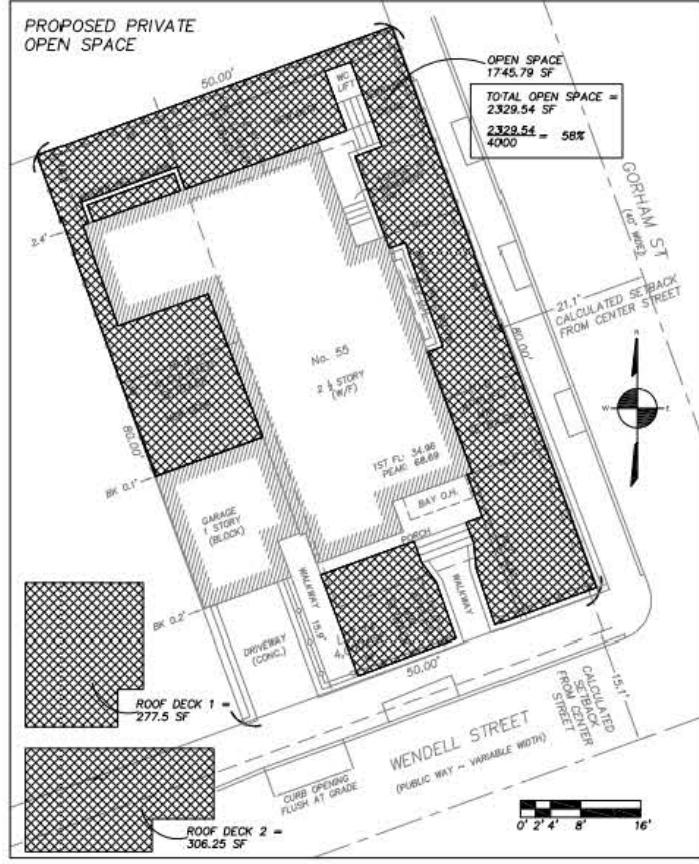 PROPOSED PRIVATE
OPEN SPACE
50.00'
WC
LIFT
OPEN SPACE
1745.79 SF
TOTAL OPEN SPACE =
2329.54 SF
2329.54
4000
= 58%
GORHAM ST
(40' WIDE)
2.4'
21.1'
CALCULATED SETBACK
FROM CENTER STREET
80.00'
N
W
E
No. 55
2 ½ STORY
(W/F)
80.00'
1ST FL: 34.96
PEAK: 68.69
BK 0.1'
BAY O.H.
GARAGE
1 STORY
(BLOCK)
PORCH
WALKWAY
15.9'
WALKWAY
BK 0.2'
DRIVEWAY
(CONC.)
50.00'
CALCULATED
SETBACK
FROM CENTER
STREET
15.1'
ROOF DECK 1 =
277.5 SF
WENDELL STREET
(PUBLIC WAY ~ VARIABLE WIDTH)
CURB OPENING
FLUSH AT GRADE
ROOF DECK 2 =
306.25 SF
0' 2' 4' 8' 16'